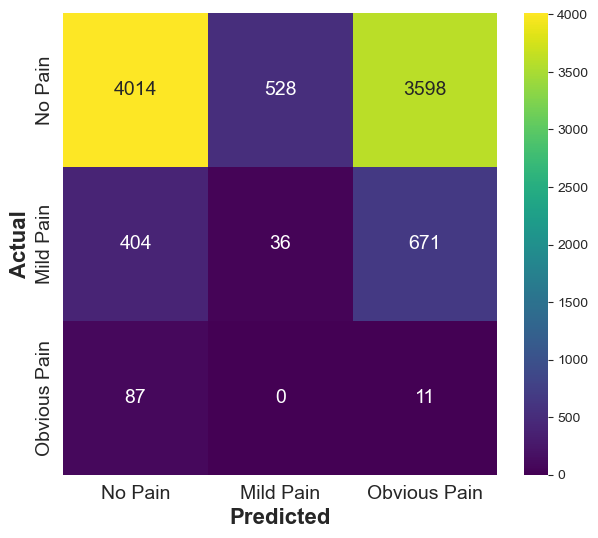 No Pain
4014 528 3598
4000
3500
3000
2500
2000
1500
1000
500
0
Actual
Mild Pain
404 36 671
Obvious Pain
87 0 11
No Pain Mild Pain Obvious Pain
Predicted